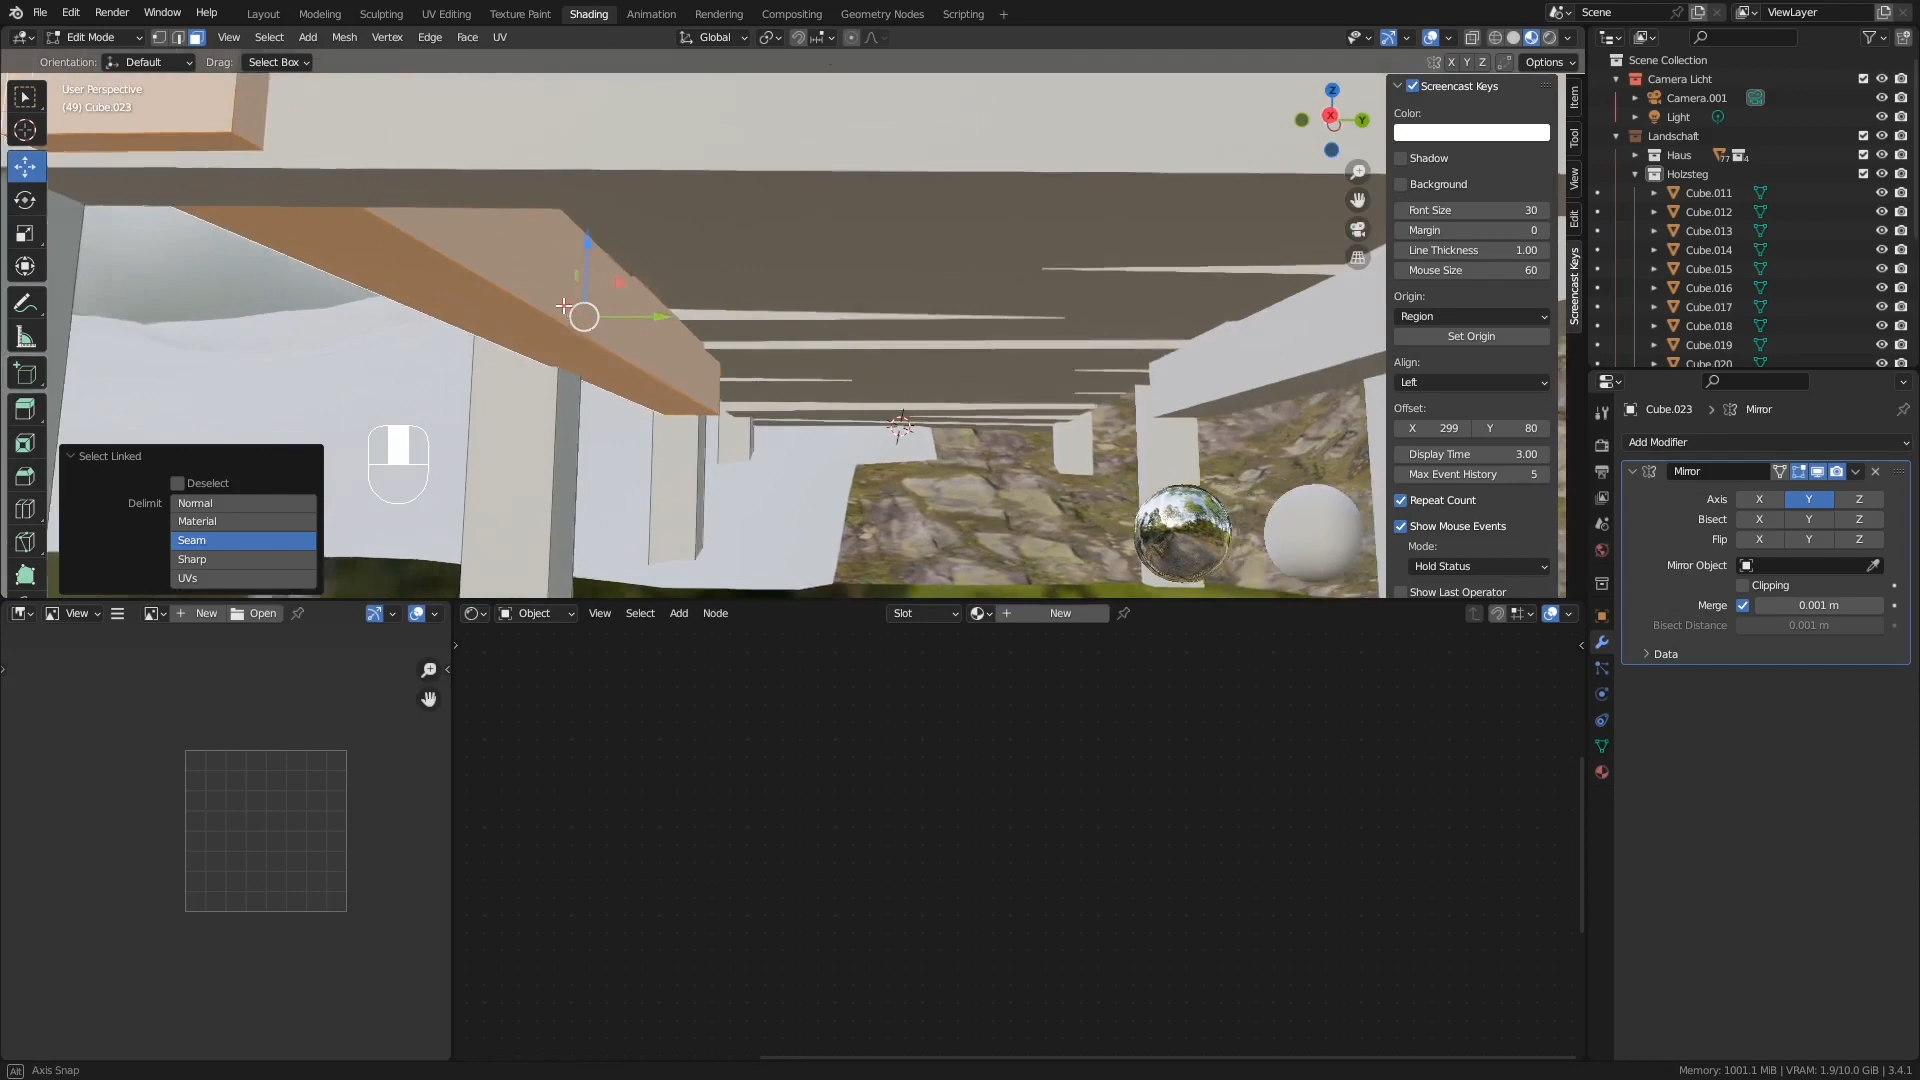 File Edit Render Window Help Layout Modeling Sculpting UV Editing Texture Paint Shading Animation Rendering Compositing Geometry Nodes Scripting + Scene ViewLayer
Edit Mode View Select Add Mesh Vertex Edge Face UV Global
Orientation: Default Drag: Select Box X Y Z Options
User Perspective
(49) Cube.023
Z
X
Y
Select Linked
Deselect
Delimit Normal
Material
Seam
Sharp
UVs
Screencast Keys
Color:
Shadow
Background
Font Size 30
Margin 0
Line Thickness 1.00
Mouse Size 60
Origin:
Region
Set Origin
Align:
Left
Offset:
X 299 Y 80
Display Time 3.00
Max Event History 5
Repeat Count
Show Mouse Events
Mode:
Hold Status
Show Last Operator
Item
Tool
View
Edit
Screencast Keys
Scene Collection
Camera Licht
Camera.001
Light
Landschaft
Haus 77 4
Holzsteg
Cube.011
Cube.012
Cube.013
Cube.014
Cube.015
Cube.016
Cube.017
Cube.018
Cube.019
Cube.020
Cube.023 > Mirror
Add Modifier
Mirror
Axis X Y Z
Bisect X Y Z
Flip X Y Z
Mirror Object
Clipping
Merge 0.001 m
Bisect Distance 0.001 m
Data
View + New Open
Object View Select Add Node Slot + New
Alt Axis Snap
Memory: 1001.1 MiB | VRAM: 1.9/10.0 GiB | 3.4.1